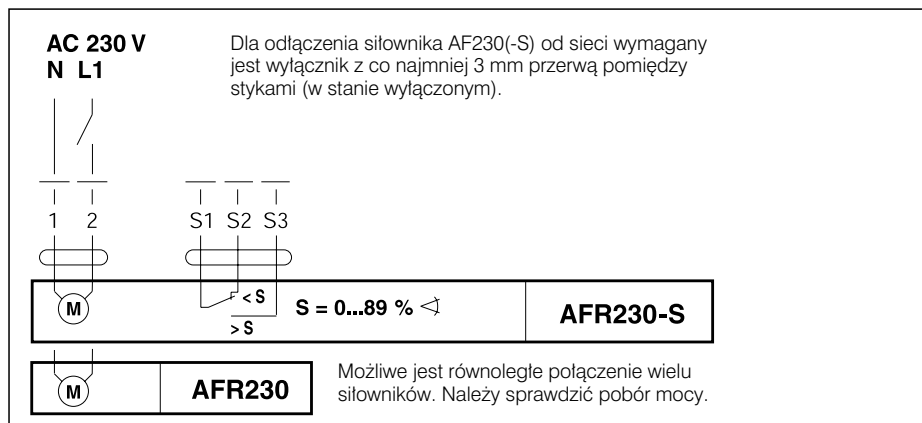 AC 230 V
N L1
Dla odłączenia siłownika AF230(-S) od sieci wymagany
jest wyłącznik z co najmniej 3 mm przerwą pomiędzy
stykami (w stanie wyłączonym).
1 2 S1 S2 S3
M
< S
> S
S = 0...89 % ∢
AFR230-S
M
AFR230
Możliwe jest równoległe połączenie wielu
siłowników. Należy sprawdzić pobór mocy.